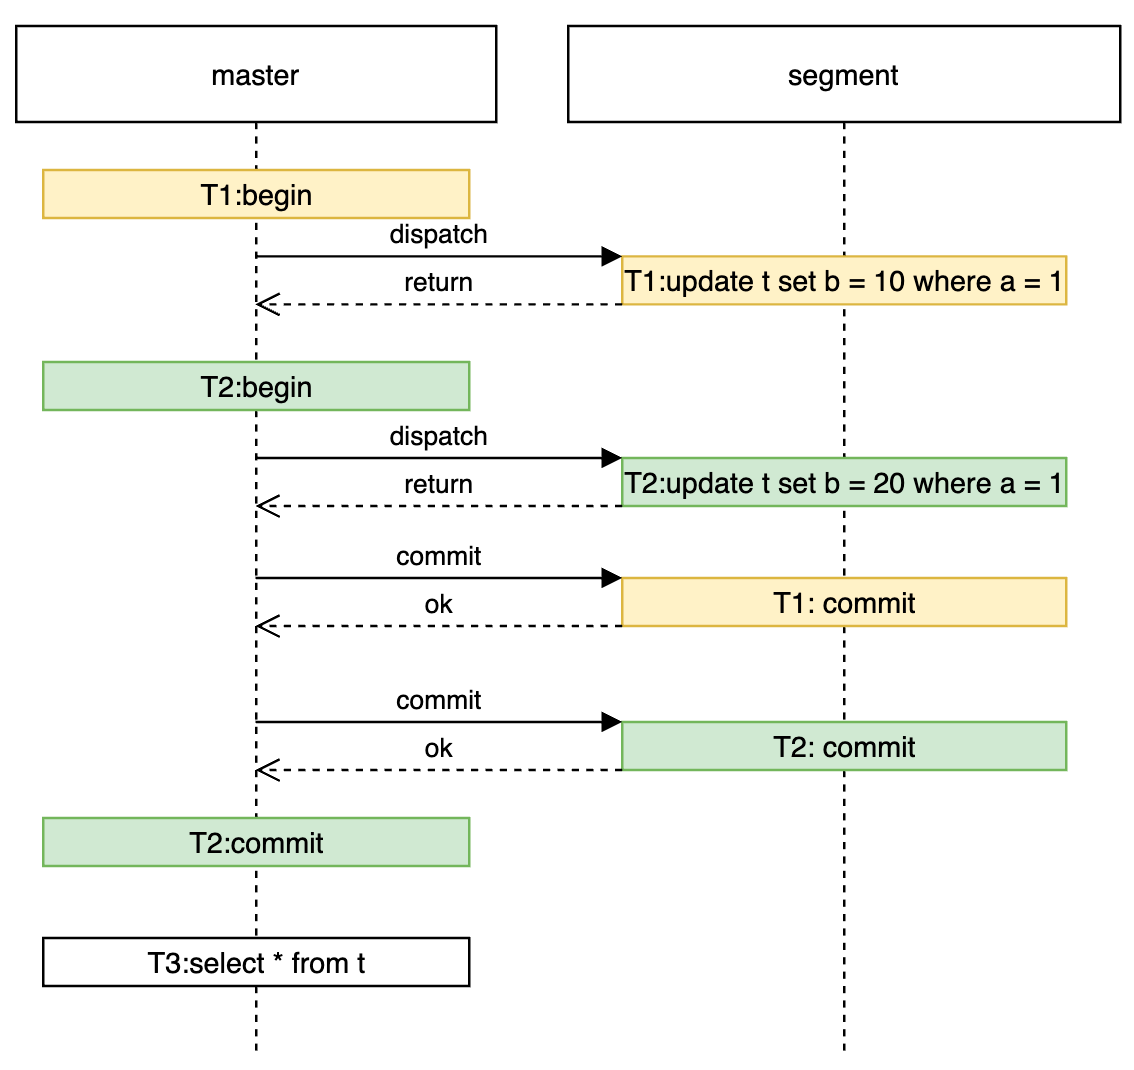 master
segment
T1:begin
dispatch
T1:update t set b = 10 where a = 1
return
T2:begin
dispatch
T2:update t set b = 20 where a = 1
return
commit
T1: commit
ok
commit
T2: commit
ok
T2:commit
T3:select * from t